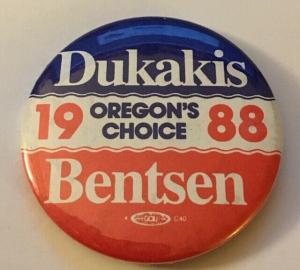 Dukakis
19 OREGON'S 88
CHOICE
Bentsen